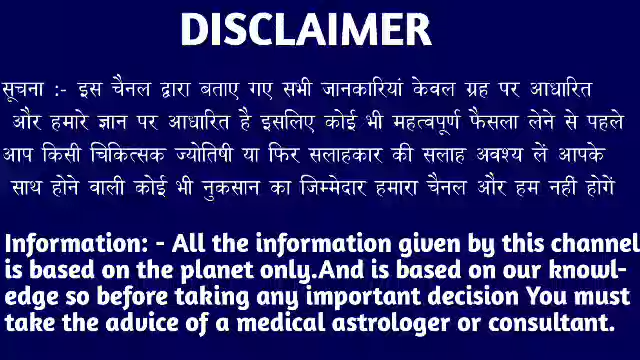 DISCLAIMER
सूचना :- इस चैनल द्वारा बताए गए सभी जानकारियां केवल ग्रह पर आधारित
और हमारे ज्ञान पर आधारित है इसलिए कोई भी महत्वपूर्ण फैसला लेने से पहले
आप किसी चिकित्सक ज्योतिषी या फिर सलाहकार की सलाह अवश्य लें आपके
साथ होने वाली कोई भी नुकसान का जिम्मेदार हमारा चैनल और हम नहीं होगें
Information: - All the information given by this channel
is based on the planet only.And is based on our knowl-
edge so before taking any important decision You must
take the advice of a medical astrologer or consultant.